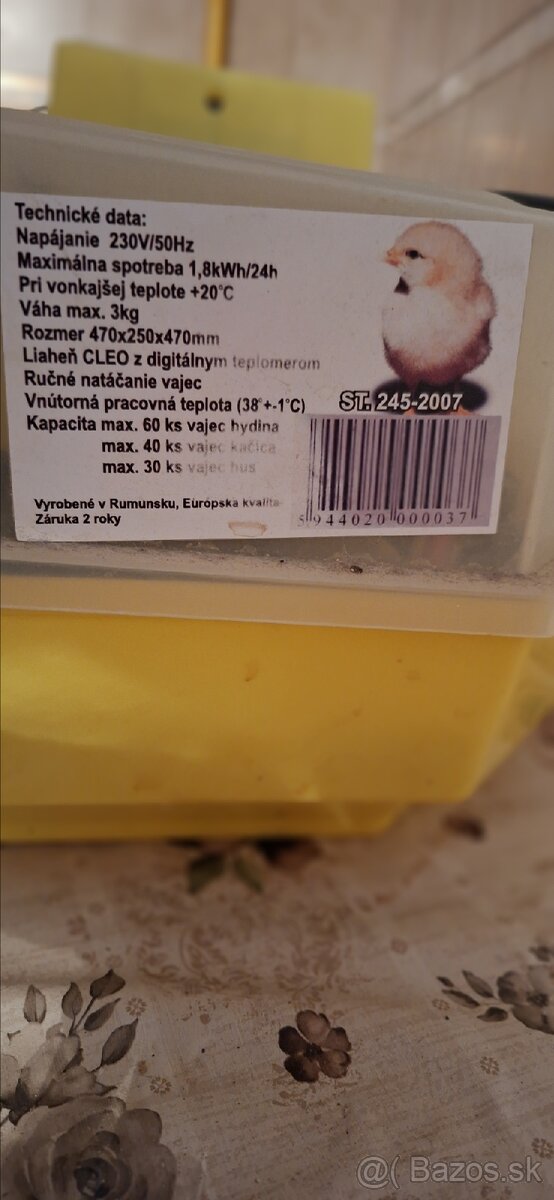 Technické data:
Napájanie 230V/50Hz
Maximálna spotreba 1,8kWh/24h
Pri vonkajšej teplote +20°C
Váha max. 3kg
Rozmer 470x250x470mm
Liaheň CLEO z digitálnym teplomerom
Ručné natáčanie vajec
Vnútorná pracovná teplota (38°+-1°C)
ST. 245-2007
Kapacita max. 60 ks vajec hydina
max. 40 ks vajec kačica
max. 30 ks vajec hus
Vyrobené v Rumunsku, Európska kvalita
Záruka 2 roky
5 944020 000037
@( Bazos.sk